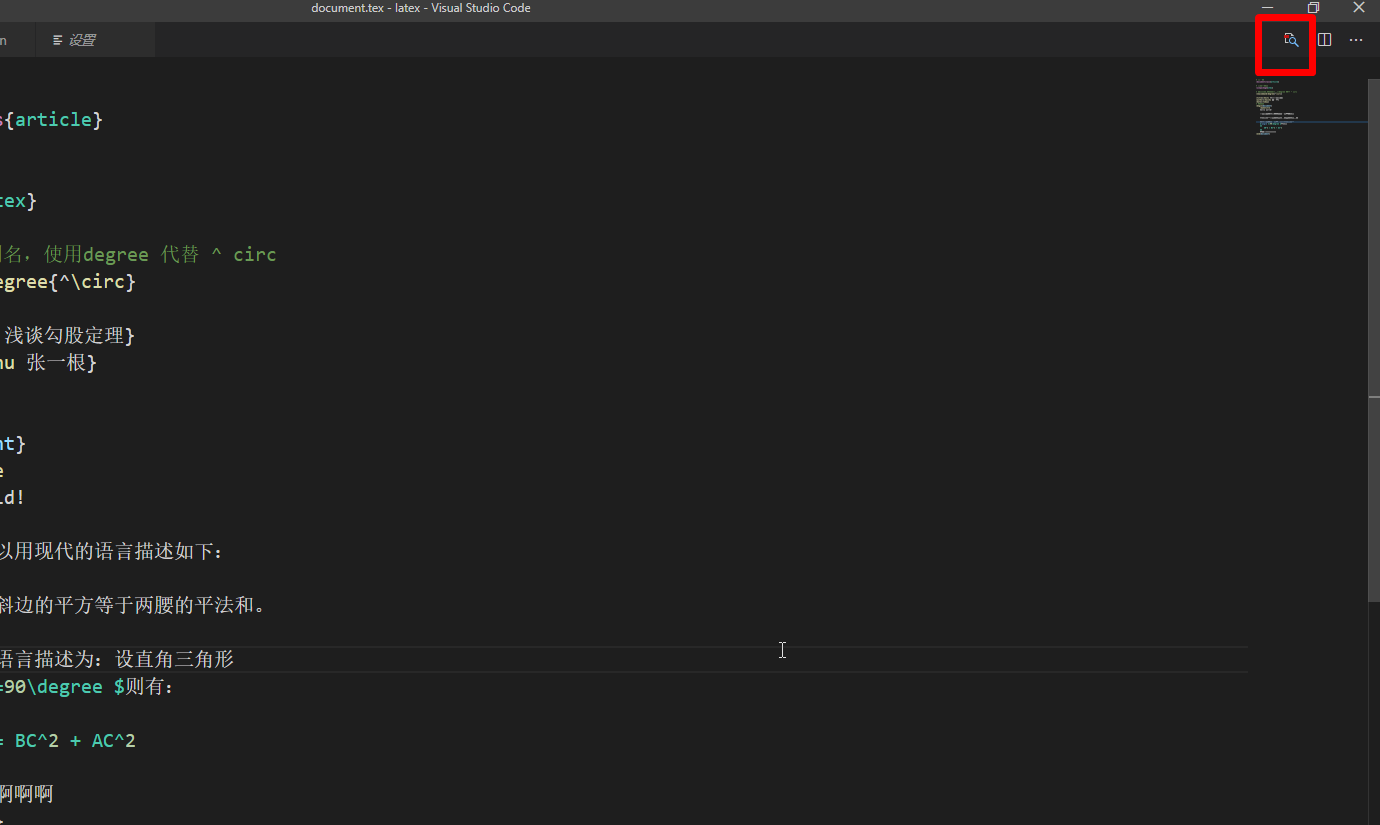 document.tex - latex - Visual Studio Code
n 设置
s{article}
tex}
别名，使用degree 代替 ^ circ
egree{^\circ}
浅谈勾股定理}
hu 张一根}
nt}
e
ld!
以用现代的语言描述如下：
斜边的平方等于两腰的平法和。
语言描述为：设直角三角形
=90\degree $则有：
= BC^2 + AC^2
啊啊啊